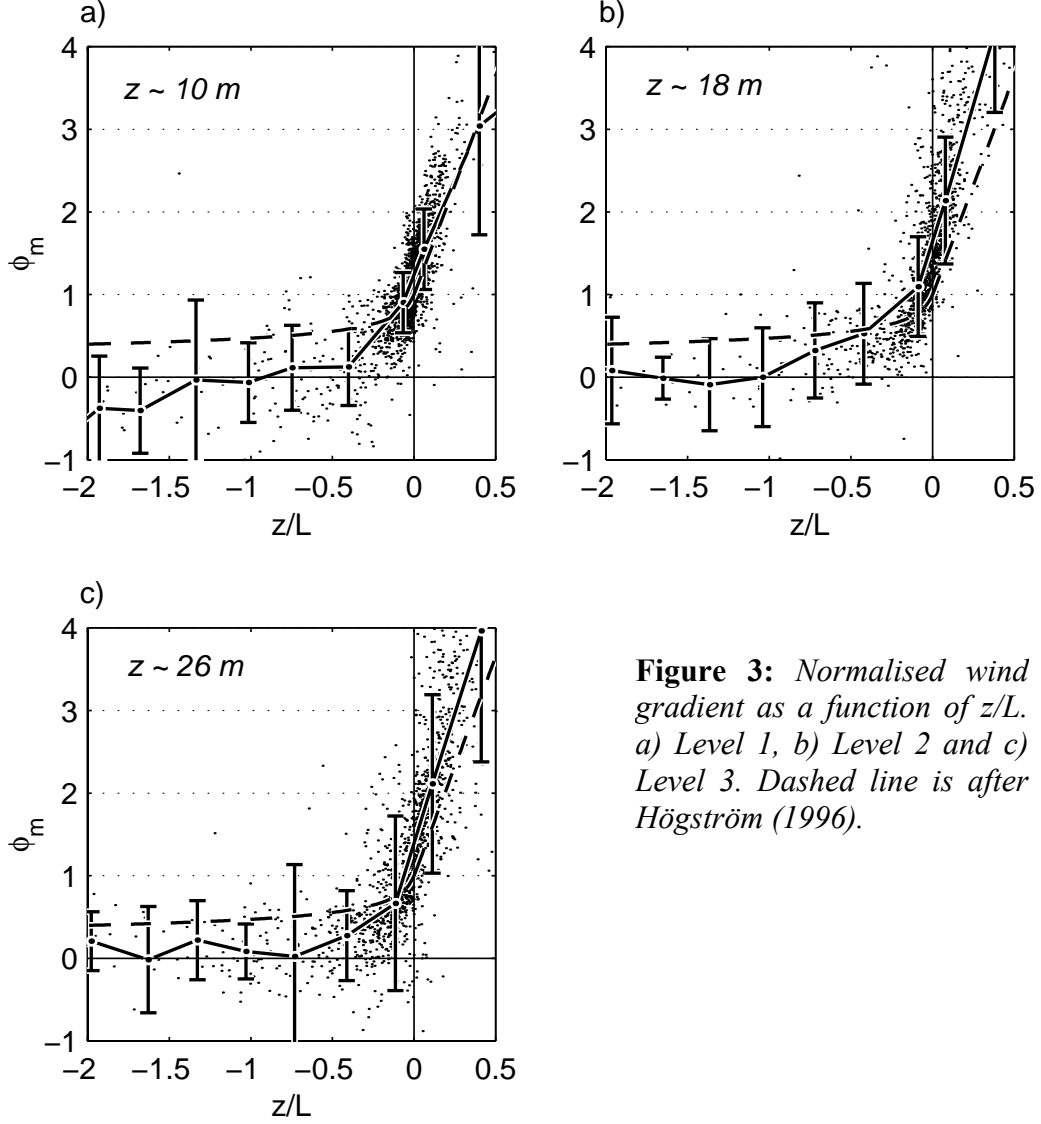 a)
z ~ 10 m
4
3
2
1
0
−1
ϕm
−2 −1.5 −1 −0.5 0 0.5
z/L
b)
z ~ 18 m
4
3
2
1
0
−1
−2 −1.5 −1 −0.5 0 0.5
z/L
c)
z ~ 26 m
4
3
2
1
0
−1
ϕm
−2 −1.5 −1 −0.5 0 0.5
z/L
Figure 3: Normalised wind
gradient as a function of z/L.
a) Level 1, b) Level 2 and c)
Level 3. Dashed line is after
Högström (1996).